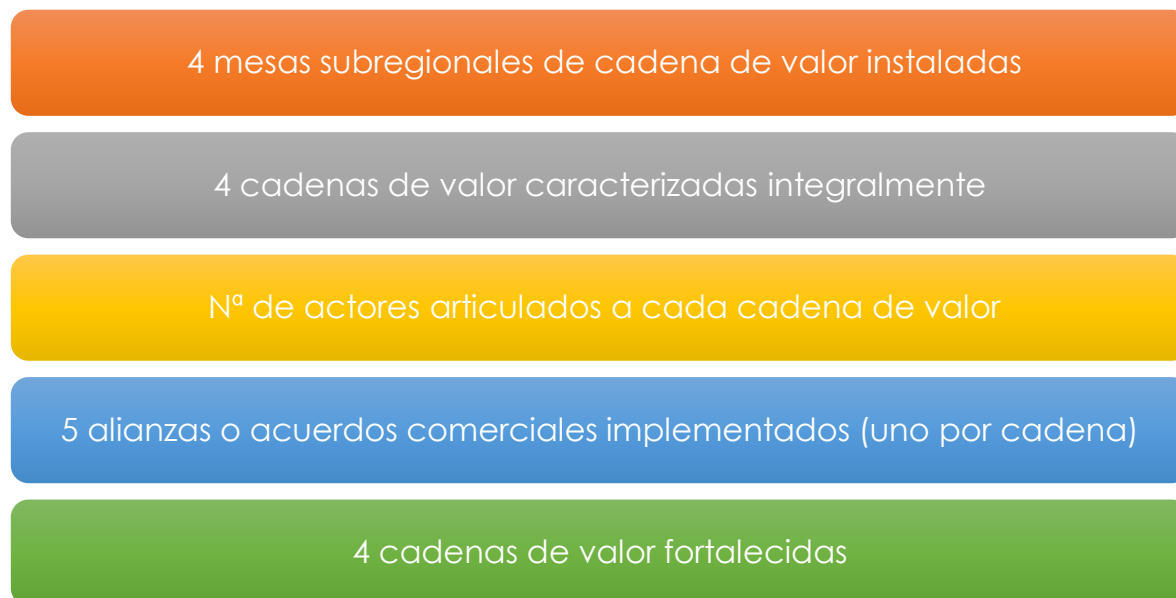 4 mesas subregionales de cadena de valor instaladas
4 cadenas de valor caracterizadas integralmente
Nª de actores articulados a cada cadena de valor
5 alianzas o acuerdos comerciales implementados (uno por cadena)
4 cadenas de valor fortalecidas